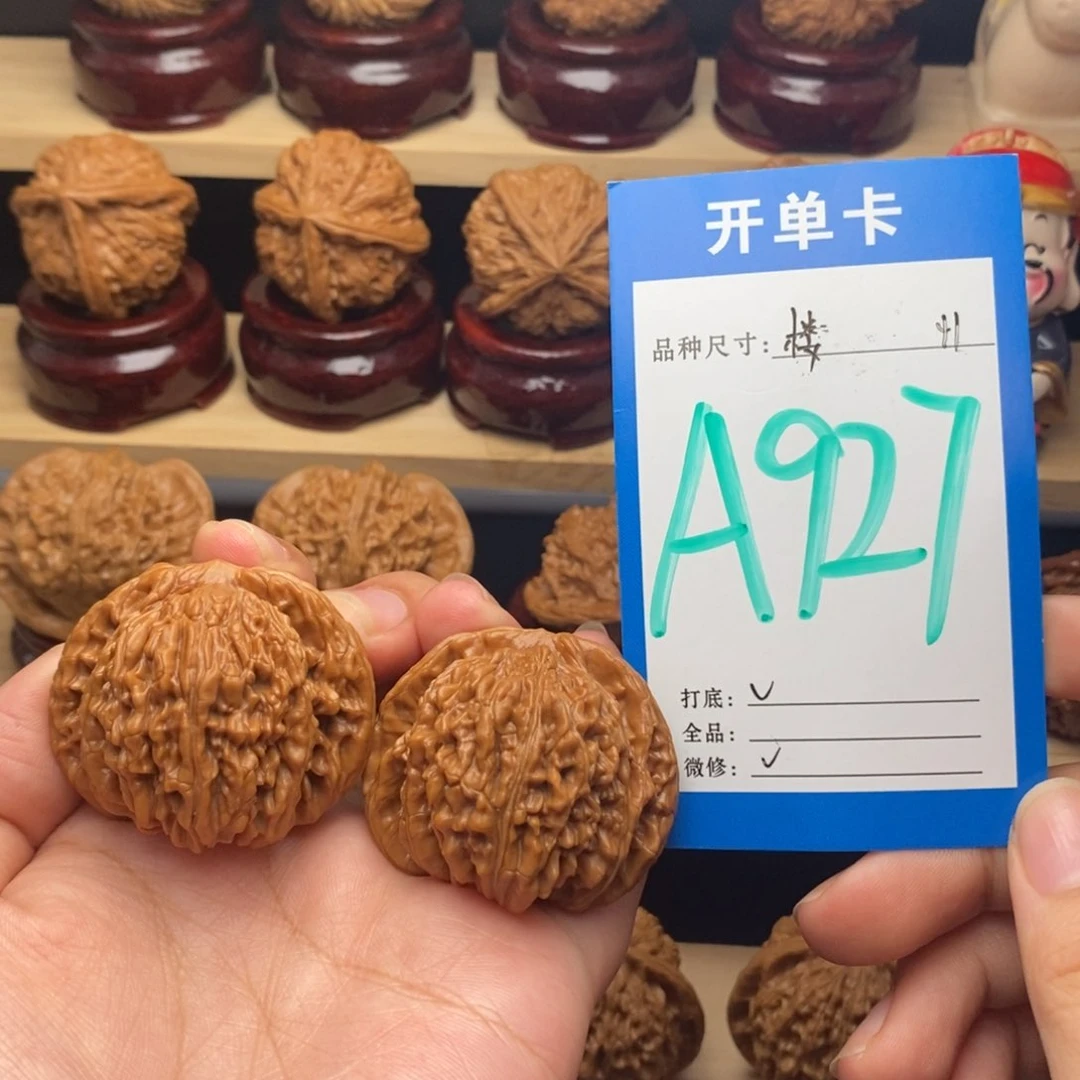 开单卡
品种尺寸: 楼
A927
打底: ✓
全品:
微修: ✓